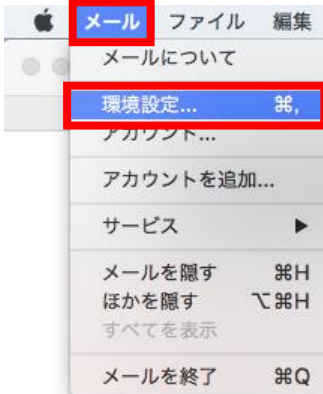 メール ファイル 編集
メールについて
環境設定... ⌘,
アカウント...
アカウントを追加...
サービス ▶
メールを隠す ⌘H
ほかを隠す ⌥⌘H
すべてを表示
メールを終了 ⌘Q